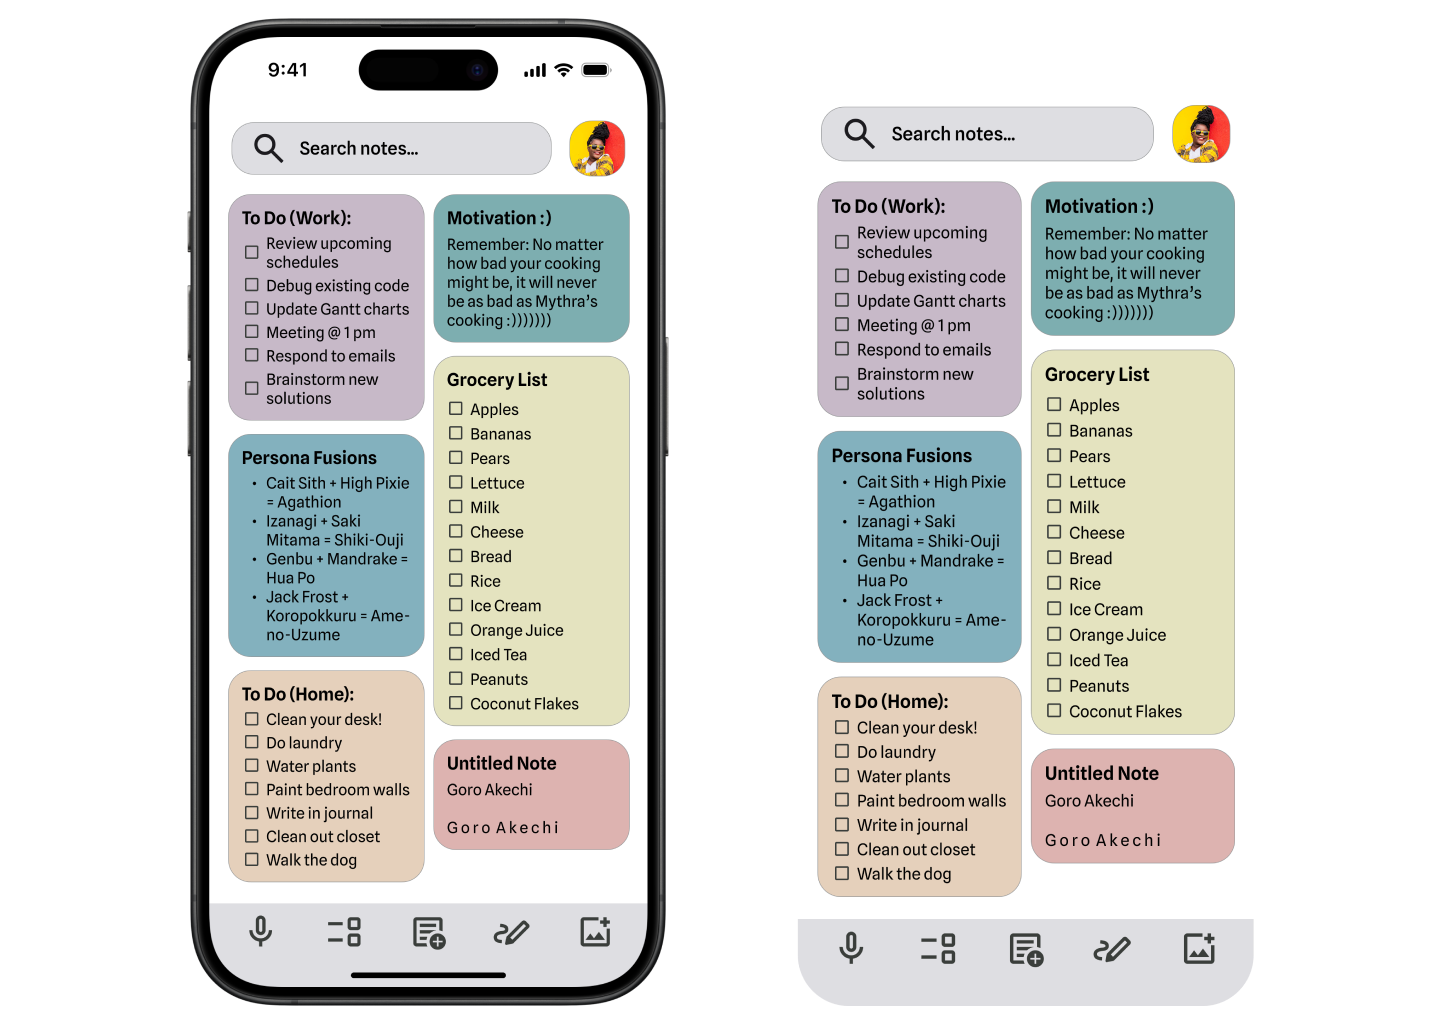 9:41
Search notes...
To Do (Work):
Review upcoming
schedules
Debug existing code
Update Gantt charts
Meeting @ 1 pm
Respond to emails
Brainstorm new
solutions
Persona Fusions
• Cait Sith + High Pixie
= Agathion
• Izanagi + Saki
Mitama = Shiki-Ouji
• Genbu + Mandrake =
Hua Po
• Jack Frost +
Koropokkuru = Ame-
no-Uzume
To Do (Home):
Clean your desk!
Do laundry
Water plants
Paint bedroom walls
Write in journal
Clean out closet
Walk the dog
Motivation :)
Remember: No matter
how bad your cooking
might be, it will never
be as bad as Mythra's
cooking :)))))))
Grocery List
Apples
Bananas
Pears
Lettuce
Milk
Cheese
Bread
Rice
Ice Cream
Orange Juice
Iced Tea
Peanuts
Coconut Flakes
Untitled Note
Goro Akechi
Goro Akechi
Search notes...
To Do (Work):
Review upcoming
schedules
Debug existing code
Update Gantt charts
Meeting @ 1 pm
Respond to emails
Brainstorm new
solutions
Persona Fusions
• Cait Sith + High Pixie
= Agathion
• Izanagi + Saki
Mitama = Shiki-Ouji
• Genbu + Mandrake =
Hua Po
• Jack Frost +
Koropokkuru = Ame-
no-Uzume
To Do (Home):
Clean your desk!
Do laundry
Water plants
Paint bedroom walls
Write in journal
Clean out closet
Walk the dog
Motivation :)
Remember: No matter
how bad your cooking
might be, it will never
be as bad as Mythra's
cooking :)))))))
Grocery List
Apples
Bananas
Pears
Lettuce
Milk
Cheese
Bread
Rice
Ice Cream
Orange Juice
Iced Tea
Peanuts
Coconut Flakes
Untitled Note
Goro Akechi
Goro Akechi